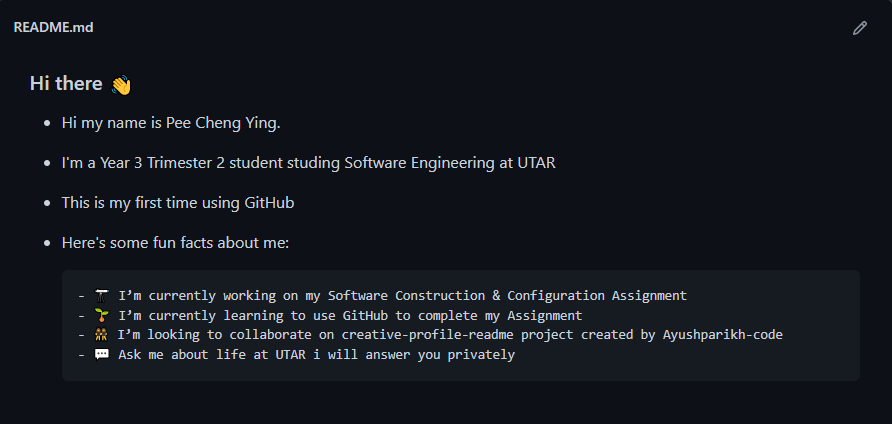 README.md
Hi there 👋
• Hi my name is Pee Cheng Ying.
• I'm a Year 3 Trimester 2 student studing Software Engineering at UTAR
• This is my first time using GitHub
• Here's some fun facts about me:
- 🔭 I’m currently working on my Software Construction & Configuration Assignment
- 🌱 I’m currently learning to use GitHub to complete my Assignment
- 👯 I’m looking to collaborate on creative-profile-readme project created by Ayushparikh-code
- 💬 Ask me about life at UTAR i will answer you privately